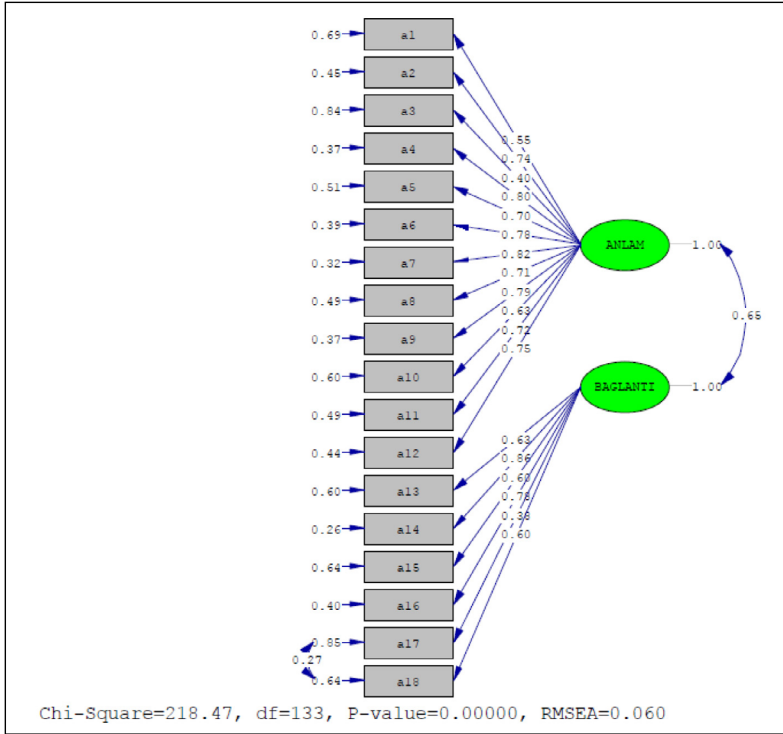 0.69 a1
0.45 a2
0.84 a3
0.37 a4
0.51 a5
0.39 a6
0.32 a7
0.49 a8
0.37 a9
0.60 a10
0.49 a11
0.44 a12
0.60 a13
0.26 a14
0.64 a15
0.40 a16
0.85 a17
0.27
0.64 a18
0.55
0.74
0.40
0.80
0.70
0.78
0.82
0.71
0.79
0.63
0.72
0.75
0.63
0.86
0.60
0.78
0.38
0.60
ANLAM 1.00
0.65
BAGLANTI 1.00
Chi-Square=218.47, df=133, P-value=0.00000, RMSEA=0.060